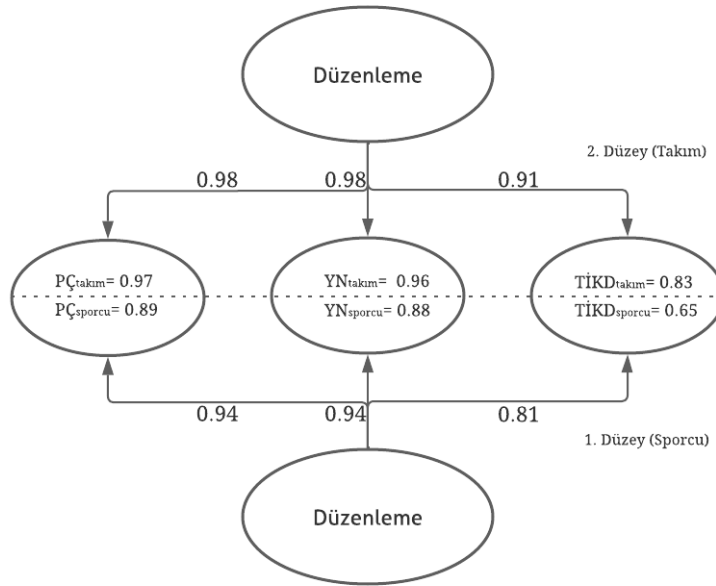 Düzenleme
2. Düzey (Takım)
0.98 0.98 0.91
PÇtakım= 0.97 YNtakım= 0.96 TİKDtakım= 0.83
PÇsporcu= 0.89 YNsporcu= 0.88 TİKDsporcu= 0.65
0.94 0.94 0.81
1. Düzey (Sporcu)
Düzenleme